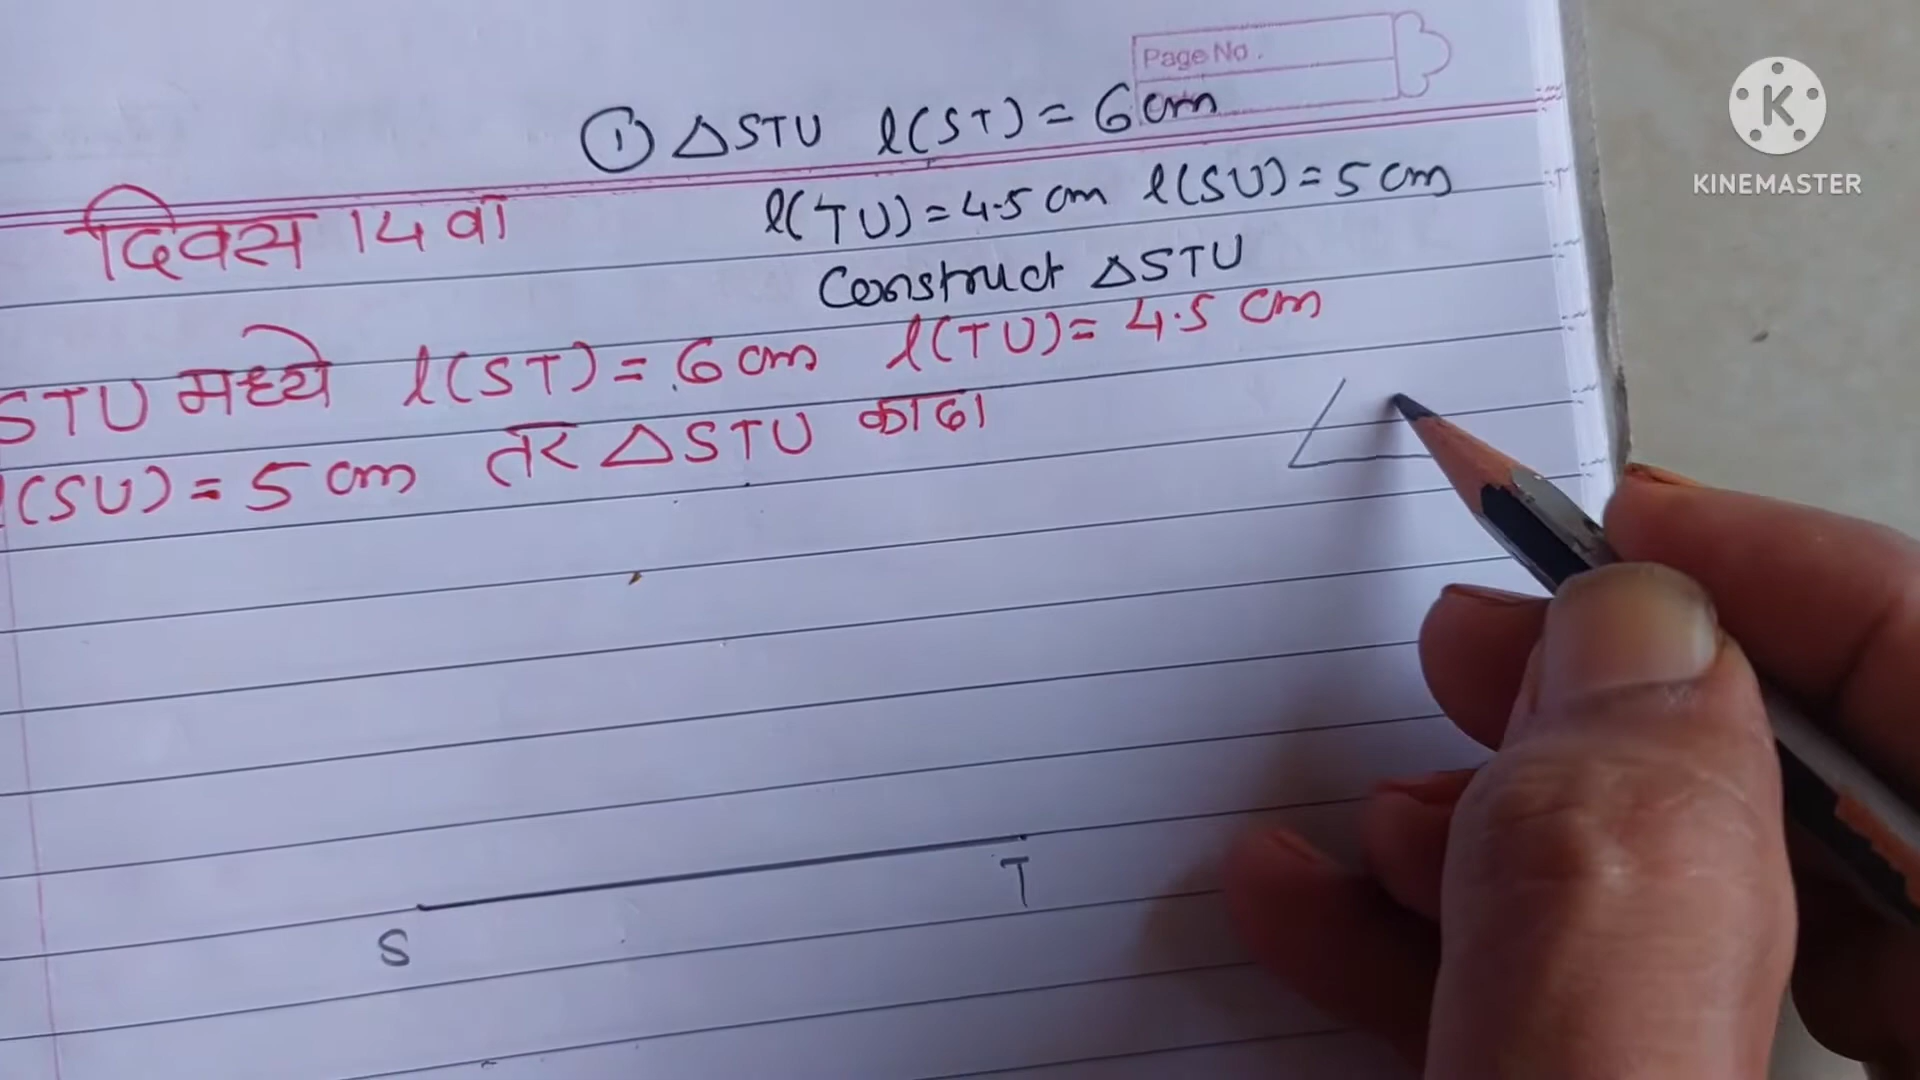 Page No.
① △STU l(ST) = 6 cm
दिवस 14 वा
l(TU) = 4.5 cm l(SU) = 5 cm
Construct △STU
STU मध्ये l(ST) = 6 cm l(TU) = 4.5 cm
l(SU) = 5 cm तर △STU काढा
S
T
K
KINEMASTER